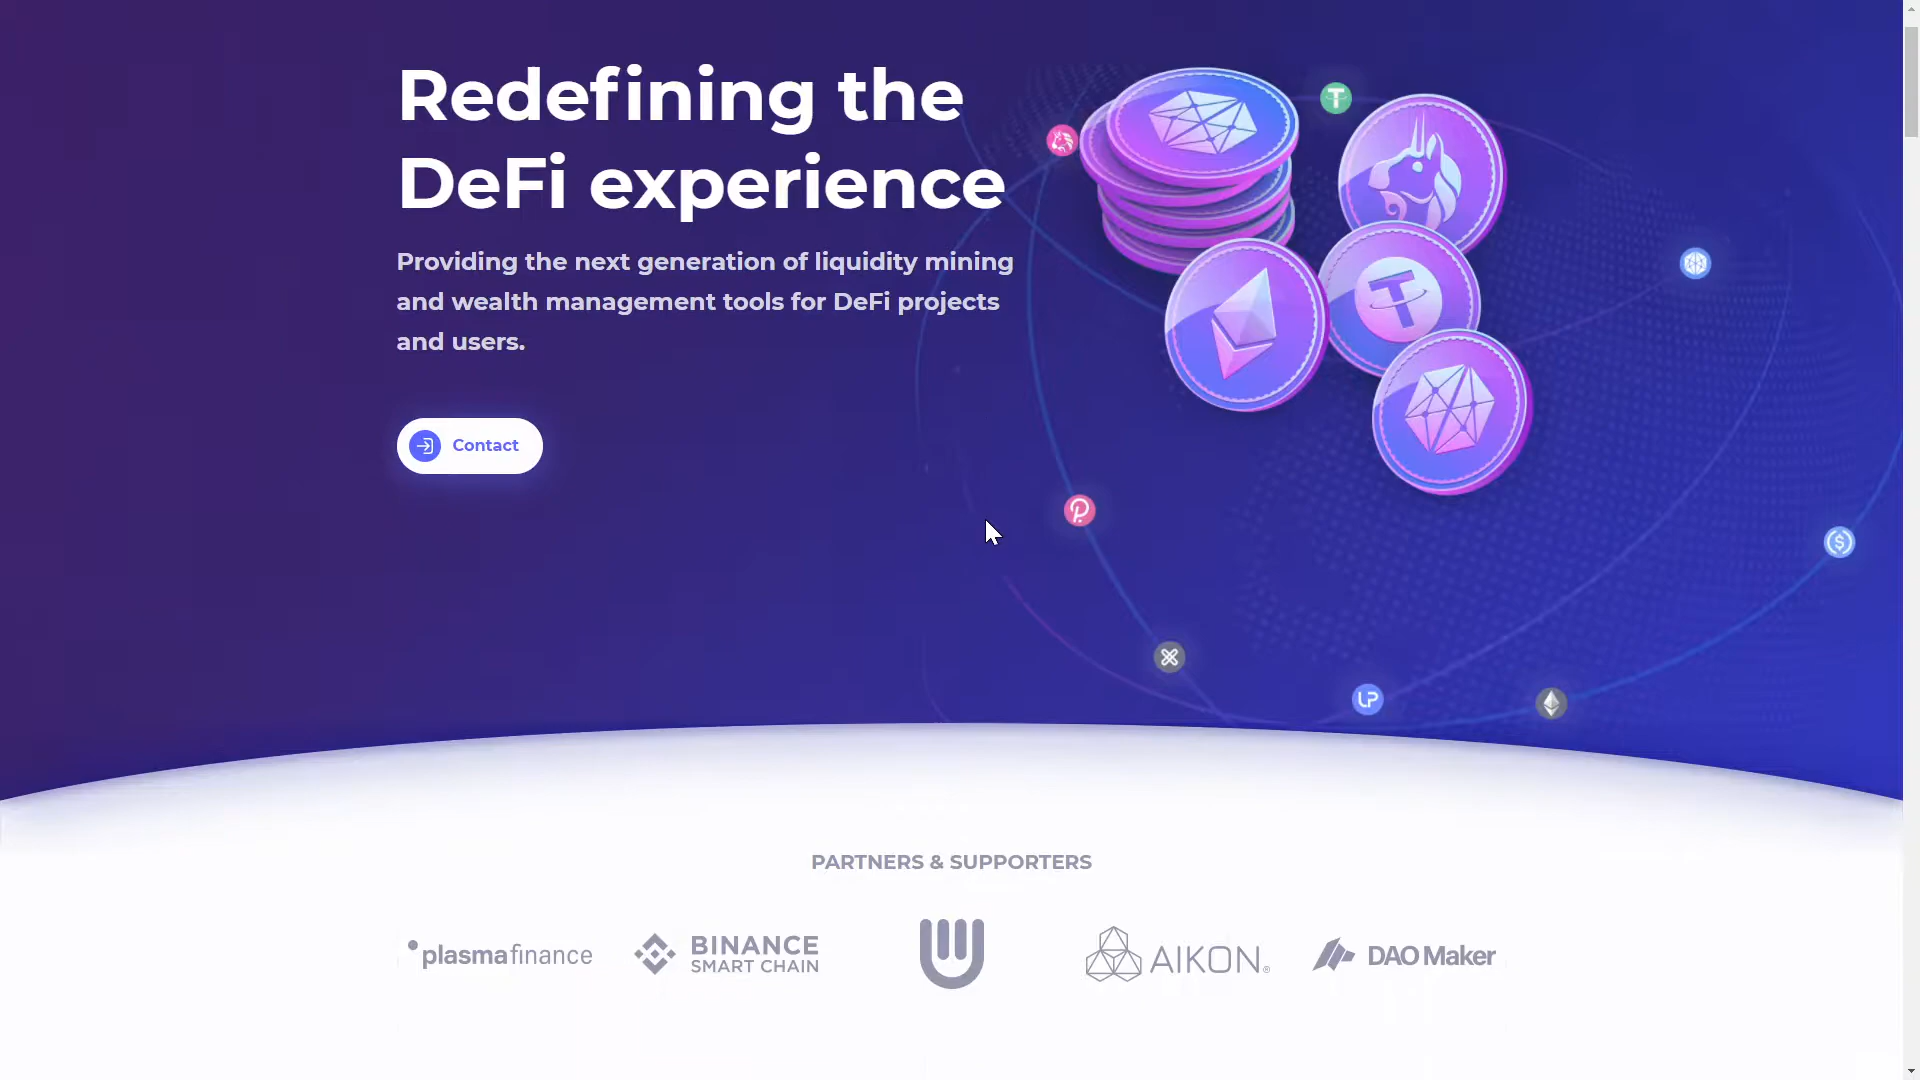 Redefining the
DeFi experience
Providing the next generation of liquidity mining
and wealth management tools for DeFi projects
and users.
Contact
LP
PARTNERS & SUPPORTERS
plasmafinance
BINANCE
SMART CHAIN
AIKON®
DAO Maker